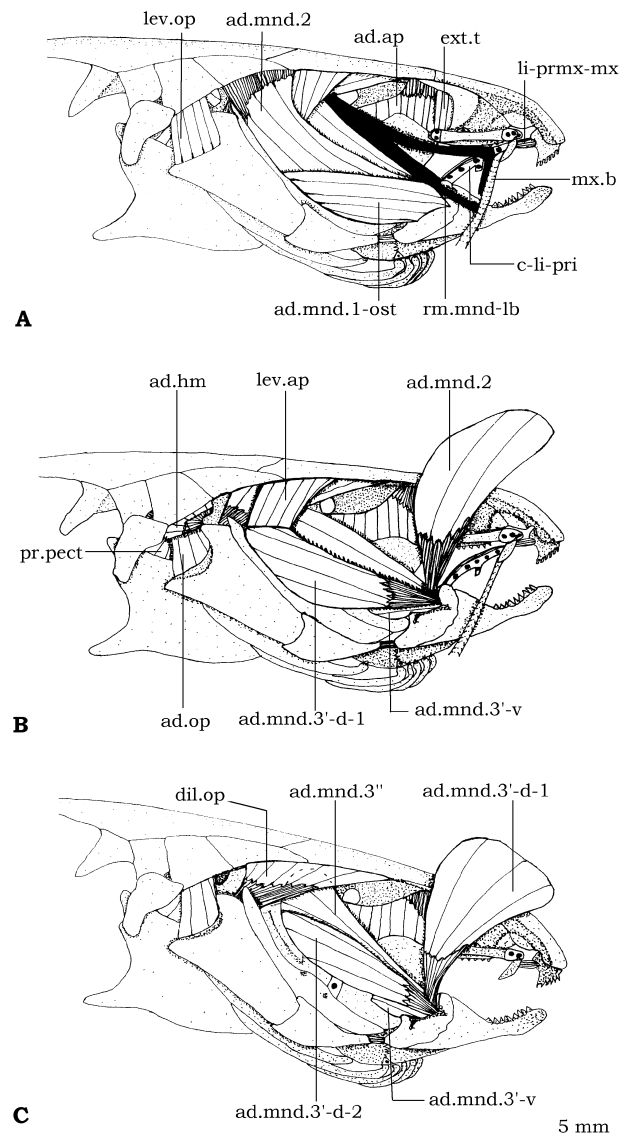 lev.op ad.mnd.2 ad.ap ext.t
li-prmx-mx
mx.b
c-li-pri
ad.mnd.1-ost rm.mnd-lb
A
ad.hm lev.ap ad.mnd.2
pr.pect
ad.op ad.mnd.3'-d-1 ad.mnd.3'-v
B
dil.op ad.mnd.3" ad.mnd.3'-d-1
ad.mnd.3'-d-2 ad.mnd.3'-v
C
5 mm